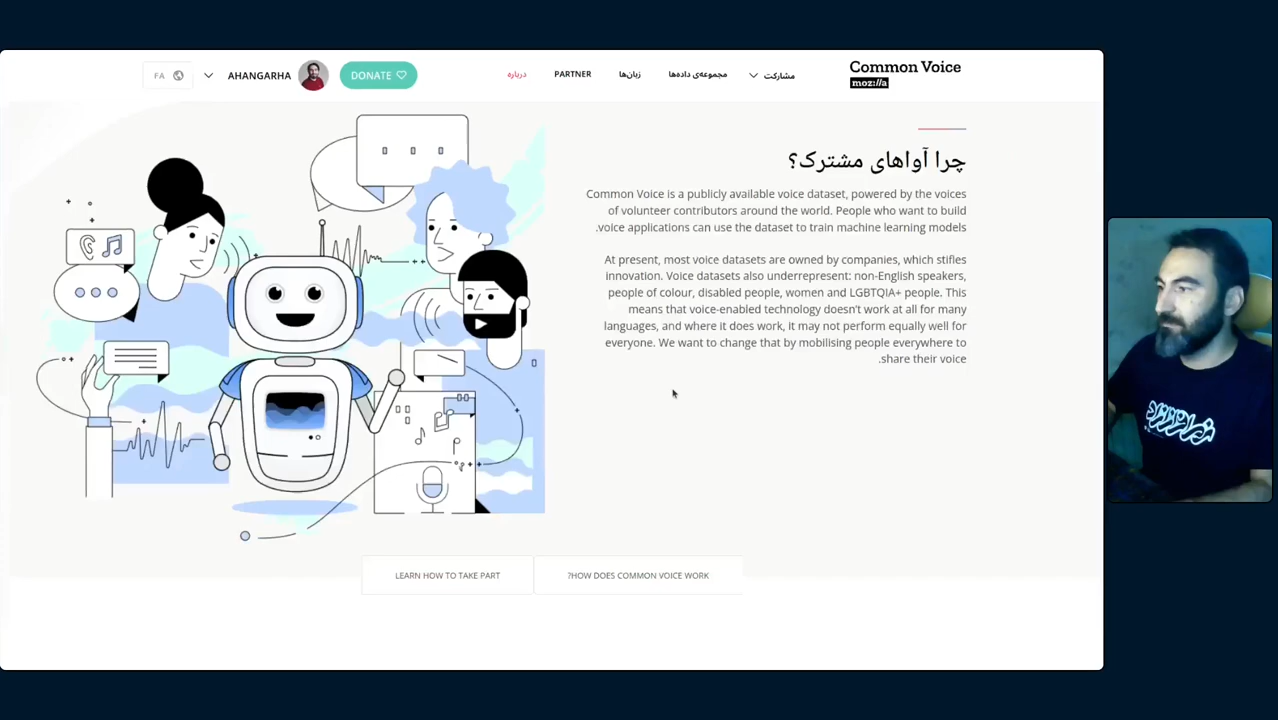 Common Voice
moz://a
مشارکت
مجموعه‌ی داده‌ها
زبان‌ها
PARTNER
درباره
DONATE
AHANGARHA
FA
چرا آواهای مشترک؟
Common Voice is a publicly available voice dataset, powered by the voices
of volunteer contributors around the world. People who want to build
.voice applications can use the dataset to train machine learning models
At present, most voice datasets are owned by companies, which stifles
innovation. Voice datasets also underrepresent: non-English speakers,
people of colour, disabled people, women and LGBTQIA+ people. This
means that voice-enabled technology doesn't work at all for many
languages, and where it does work, it may not perform equally well for
everyone. We want to change that by mobilising people everywhere to
.share their voice
?HOW DOES COMMON VOICE WORK
LEARN HOW TO TAKE PART